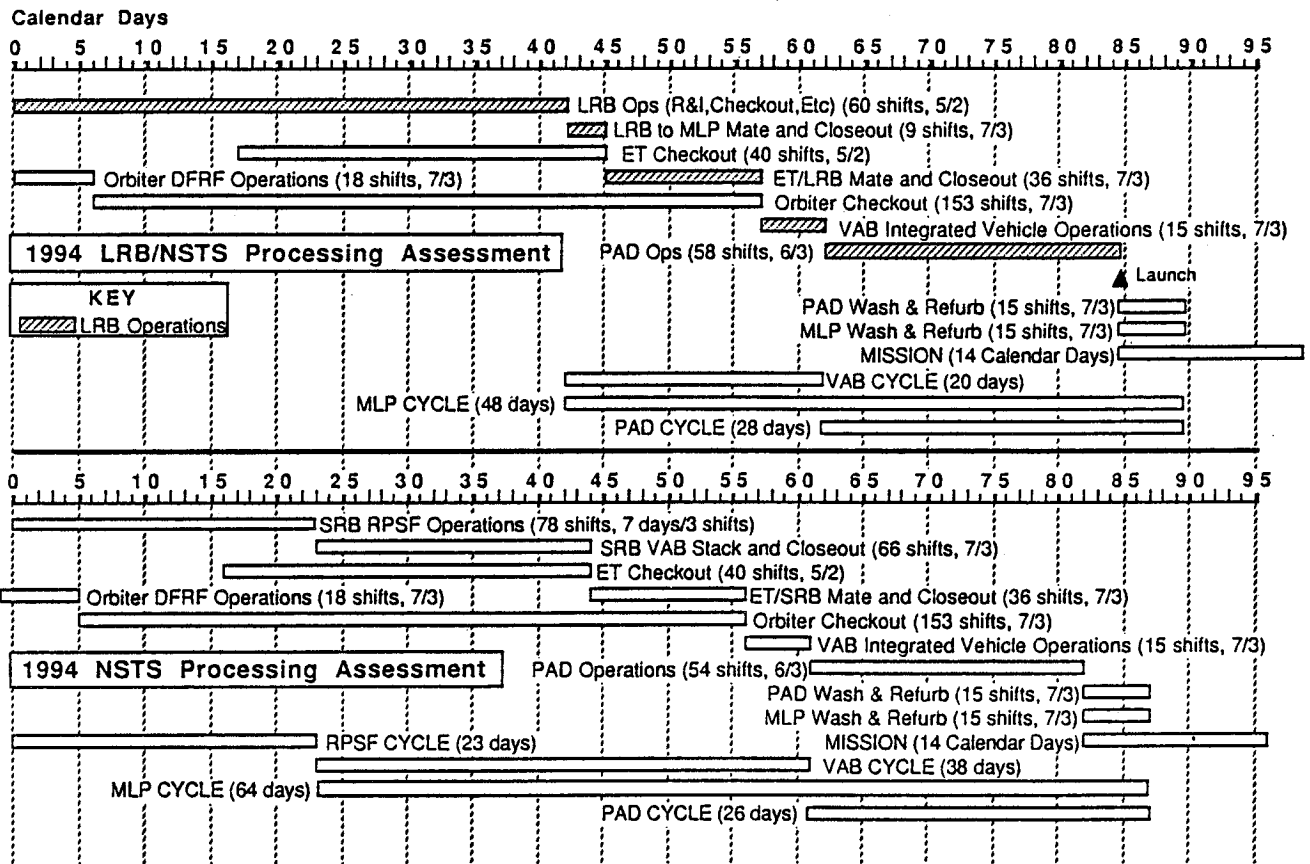 Calendar Days
0 5 10 15 20 25 30 35 40 45 50 55 60 65 70 75 80 85 90 95
LRB Ops (R&I,Checkout,Etc) (60 shifts, 5/2)
LRB to MLP Mate and Closeout (9 shifts, 7/3)
ET Checkout (40 shifts, 5/2)
Orbiter DFRF Operations (18 shifts, 7/3) ET/LRB Mate and Closeout (36 shifts, 7/3)
Orbiter Checkout (153 shifts, 7/3)
VAB Integrated Vehicle Operations (15 shifts, 7/3)
1994 LRB/NSTS Processing Assessment PAD Ops (58 shifts, 6/3)
Launch
KEY
LRB Operations
PAD Wash & Refurb (15 shifts, 7/3)
MLP Wash & Refurb (15 shifts, 7/3)
MISSION (14 Calendar Days)
VAB CYCLE (20 days)
MLP CYCLE (48 days)
PAD CYCLE (28 days)
0 5 10 15 20 25 30 35 40 45 50 55 60 65 70 75 80 85 90 95
SRB RPSF Operations (78 shifts, 7 days/3 shifts)
SRB VAB Stack and Closeout (66 shifts, 7/3)
ET Checkout (40 shifts, 5/2)
Orbiter DFRF Operations (18 shifts, 7/3) ET/SRB Mate and Closeout (36 shifts, 7/3)
Orbiter Checkout (153 shifts, 7/3)
VAB Integrated Vehicle Operations (15 shifts, 7/3)
1994 NSTS Processing Assessment PAD Operations (54 shifts, 6/3)
PAD Wash & Refurb (15 shifts, 7/3)
MLP Wash & Refurb (15 shifts, 7/3)
RPSF CYCLE (23 days) MISSION (14 Calendar Days)
VAB CYCLE (38 days)
MLP CYCLE (64 days)
PAD CYCLE (26 days)